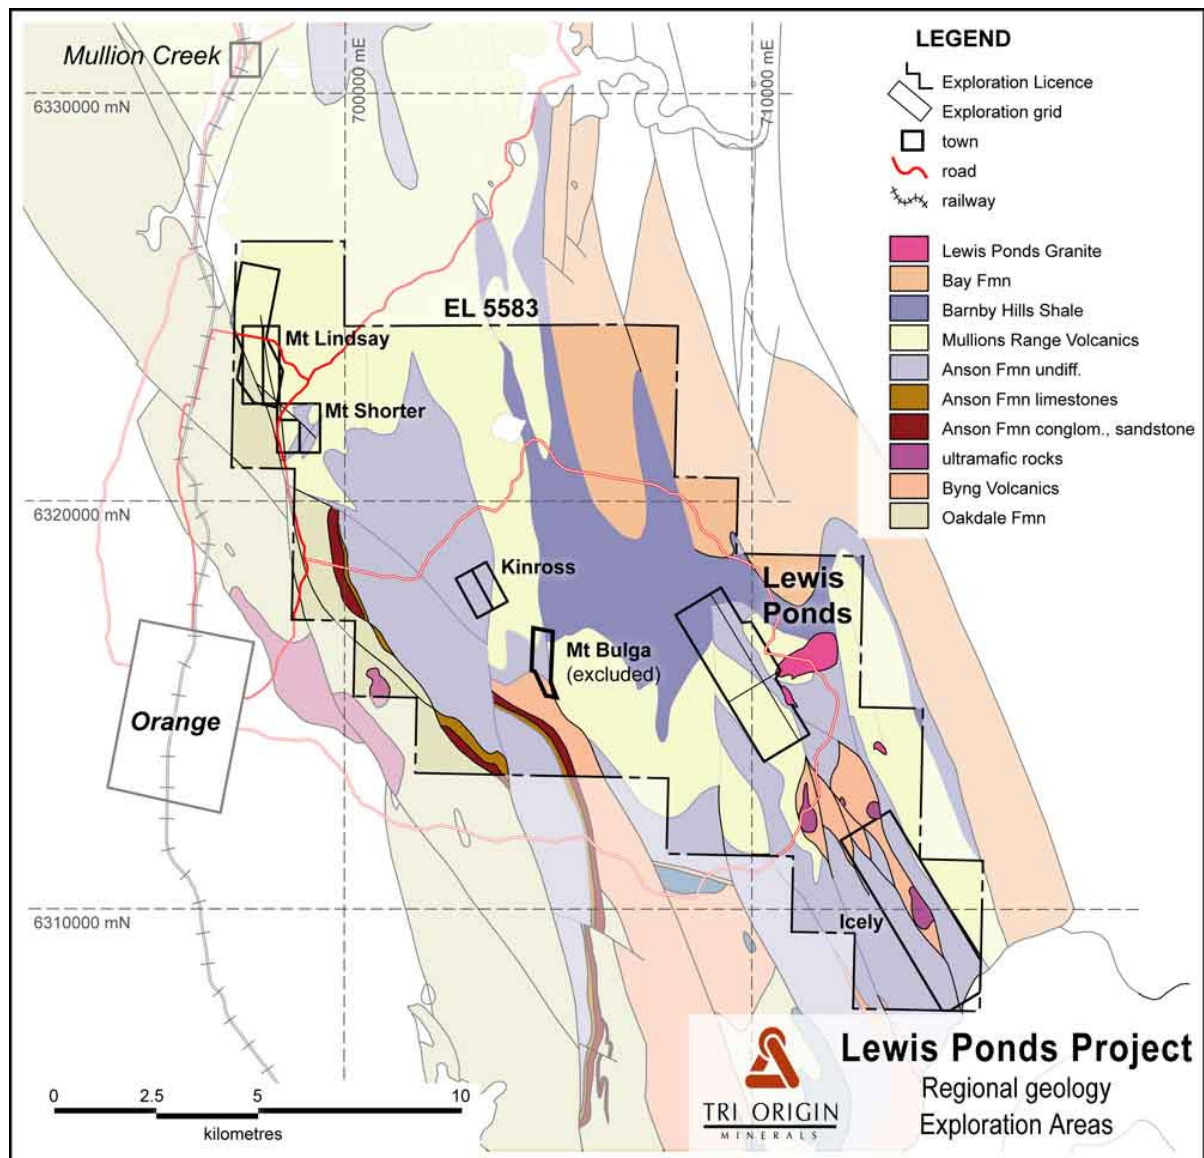 Mullion Creek
6330000 mN
700000 mE
710000 mE
LEGEND
Exploration Licence
Exploration grid
town
road
railway
Lewis Ponds Granite
Bay Fmn
Barnby Hills Shale
Mullions Range Volcanics
Anson Fmn undiff.
Anson Fmn limestones
Anson Fmn conglom., sandstone
ultramafic rocks
Byng Volcanics
Oakdale Fmn
EL 5583
Mt Lindsay
Mt Shorter
6320000 mN
Kinross
Lewis
Ponds
Mt Bulga
(excluded)
Orange
6310000 mN
Icely
0 2.5 5 10
kilometres
TRI ORIGIN
MINERALS
Lewis Ponds Project
Regional geology
Exploration Areas